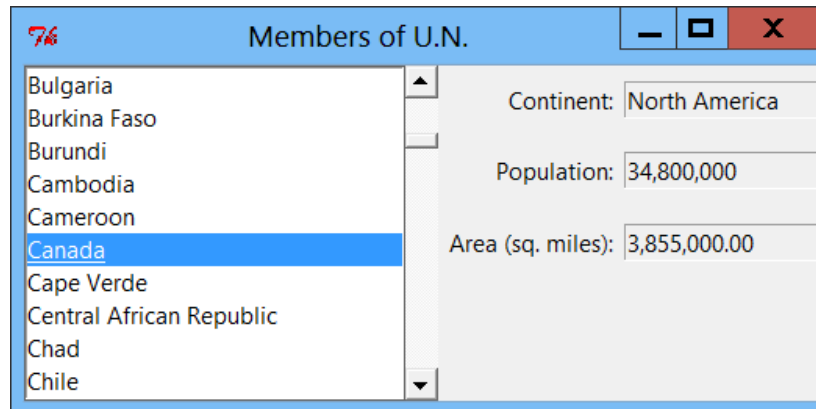 Members of U.N.
Bulgaria
Burkina Faso
Burundi
Cambodia
Cameroon
Canada
Cape Verde
Central African Republic
Chad
Chile
Continent: North America
Population: 34,800,000
Area (sq. miles): 3,855,000.00